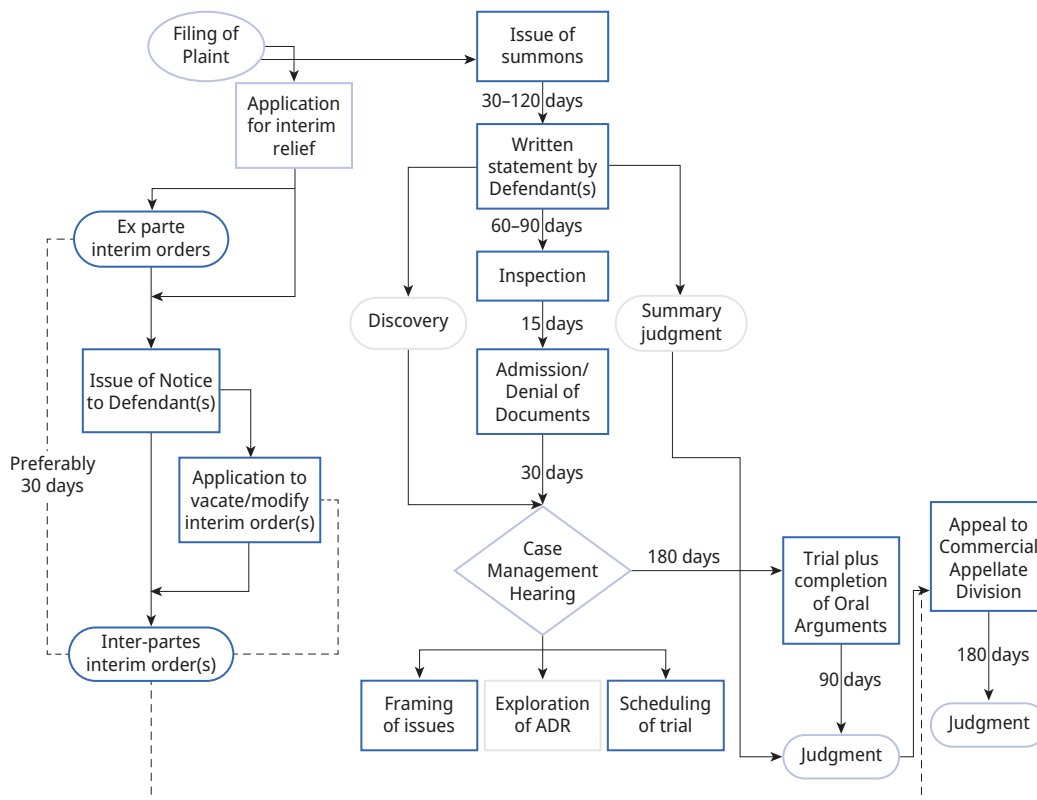 Filing of
Plaint
Issue of
summons
Application
for interim
relief
30–120 days
Written
statement by
Defendant(s)
Ex parte
interim orders
60–90 days
Inspection
Discovery
15 days
Summary
judgment
Issue of Notice
to Defendant(s)
Admission/
Denial of
Documents
Preferably
30 days
Application to
vacate/modify
interim order(s)
30 days
Case
Management
Hearing
180 days
Trial plus
completion
of Oral
Arguments
Appeal to
Commercial
Appellate
Division
Inter-partes
interim order(s)
90 days
180 days
Framing
of issues
Exploration
of ADR
Scheduling
of trial
Judgment
Judgment